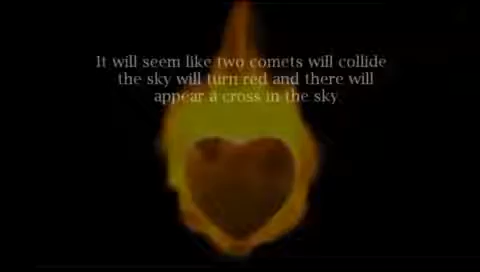 It will seem like two comets will collide
the sky will turn red and there will
appear a cross in the sky